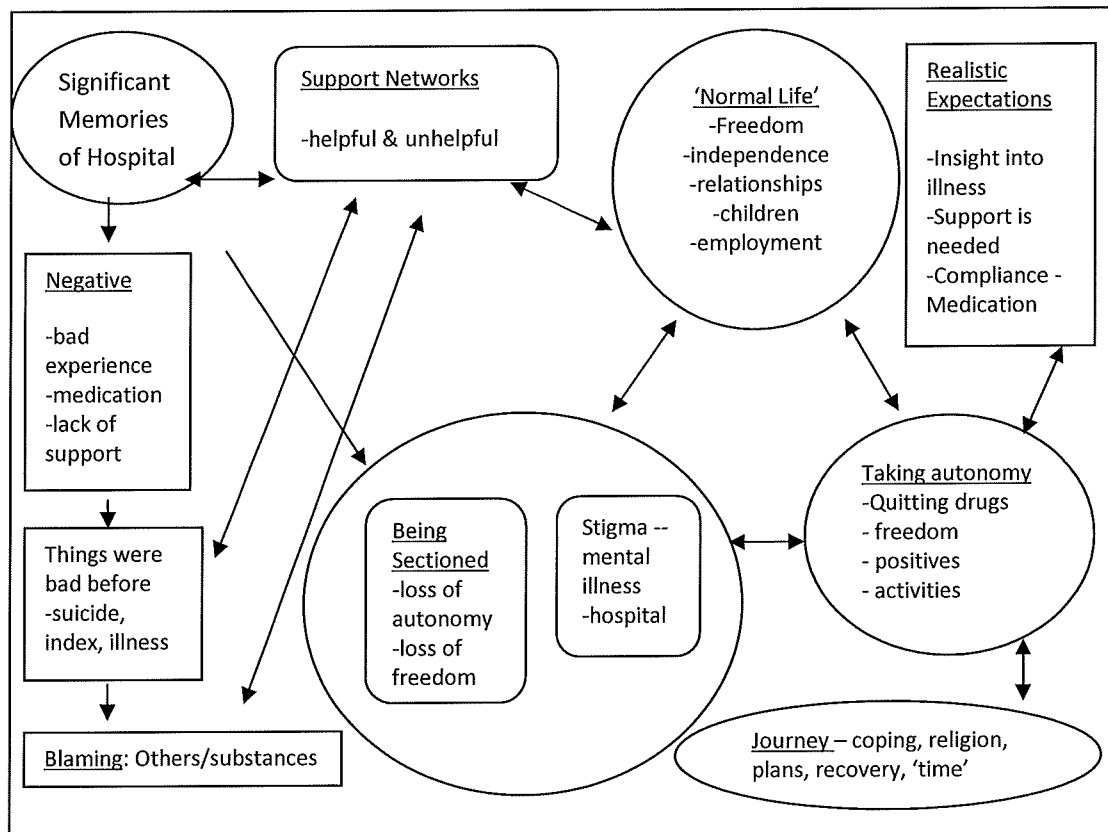 Significant
Memories
of Hospital
Support Networks
-helpful & unhelpful
'Normal Life'
-Freedom
-independence
-relationships
-children
-employment
Realistic
Expectations
-Insight into
illness
-Support is
needed
-Compliance -
Medication
Negative
-bad
experience
-medication
-lack of
support
Things were
bad before
-suicide,
index, illness
Blaming: Others/substances
Being
Sectioned
-loss of
autonomy
-loss of
freedom
Stigma --
mental
illness
-hospital
Taking autonomy
-Quitting drugs
- freedom
- positives
- activities
Journey – coping, religion,
plans, recovery, 'time'